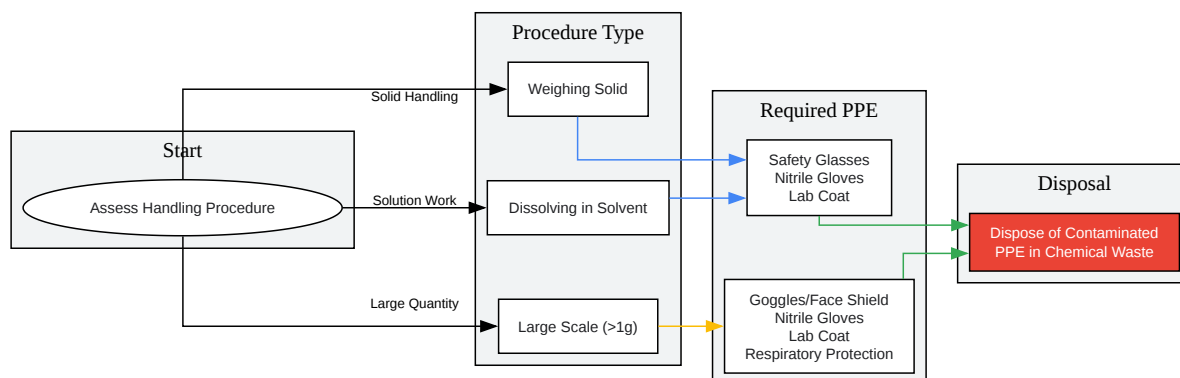 Procedure Type
Solid Handling
Weighing Solid
Required PPE
Start
Safety Glasses
Nitrile Gloves
Lab Coat
Disposal
Assess Handling Procedure
Solution Work
Dissolving in Solvent
Dispose of Contaminated
PPE in Chemical Waste
Large Quantity
Large Scale (>1g)
Goggles/Face Shield
Nitrile Gloves
Lab Coat
Respiratory Protection